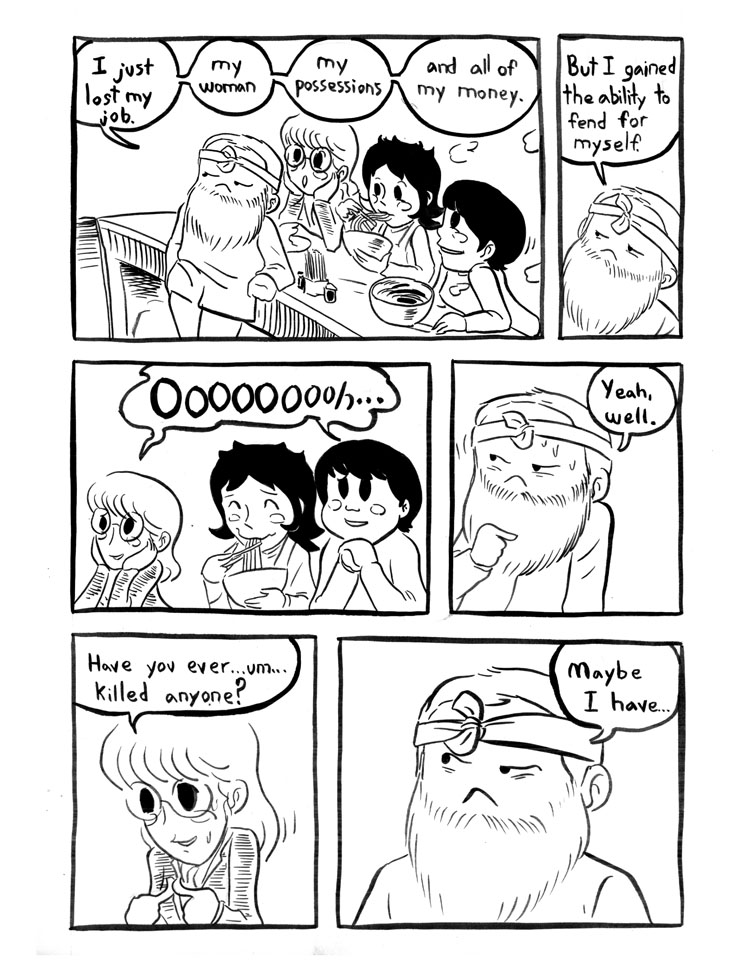 I just
lost my
job.
my
woman
my
possessions
and all of
my money.
But I gained
the ability to
fend for
myself.
Ooooooooh...
Yeah,
well.
Have you ever...um...
killed anyone?
Maybe
I have...